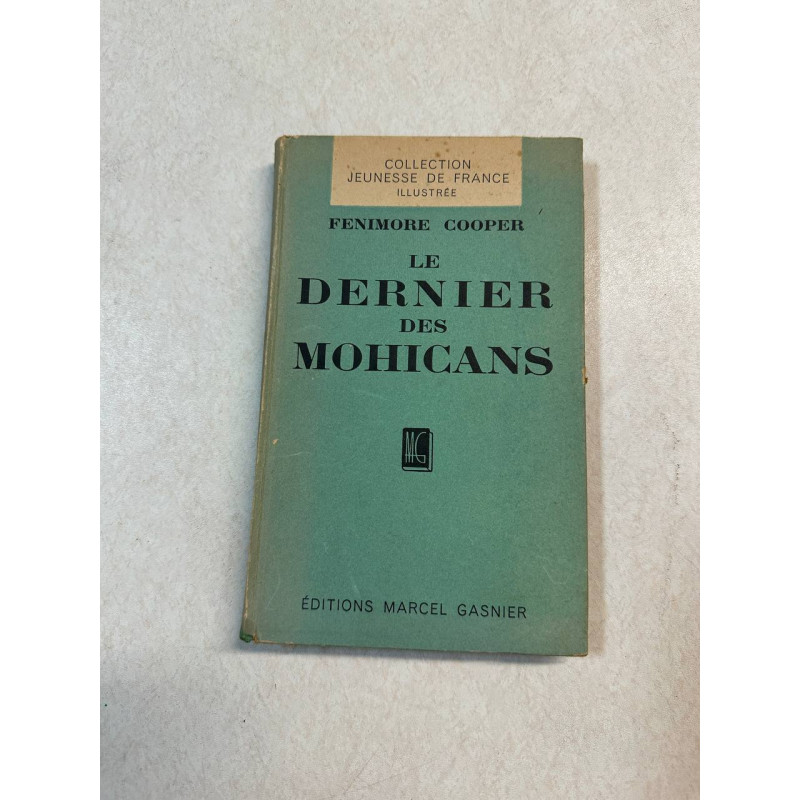 COLLECTION
JEUNESSE DE FRANCE
ILLUSTRÉE
FENIMORE COOPER
LE
DERNIER
DES
MOHICANS
MG
ÉDITIONS MARCEL GASNIER